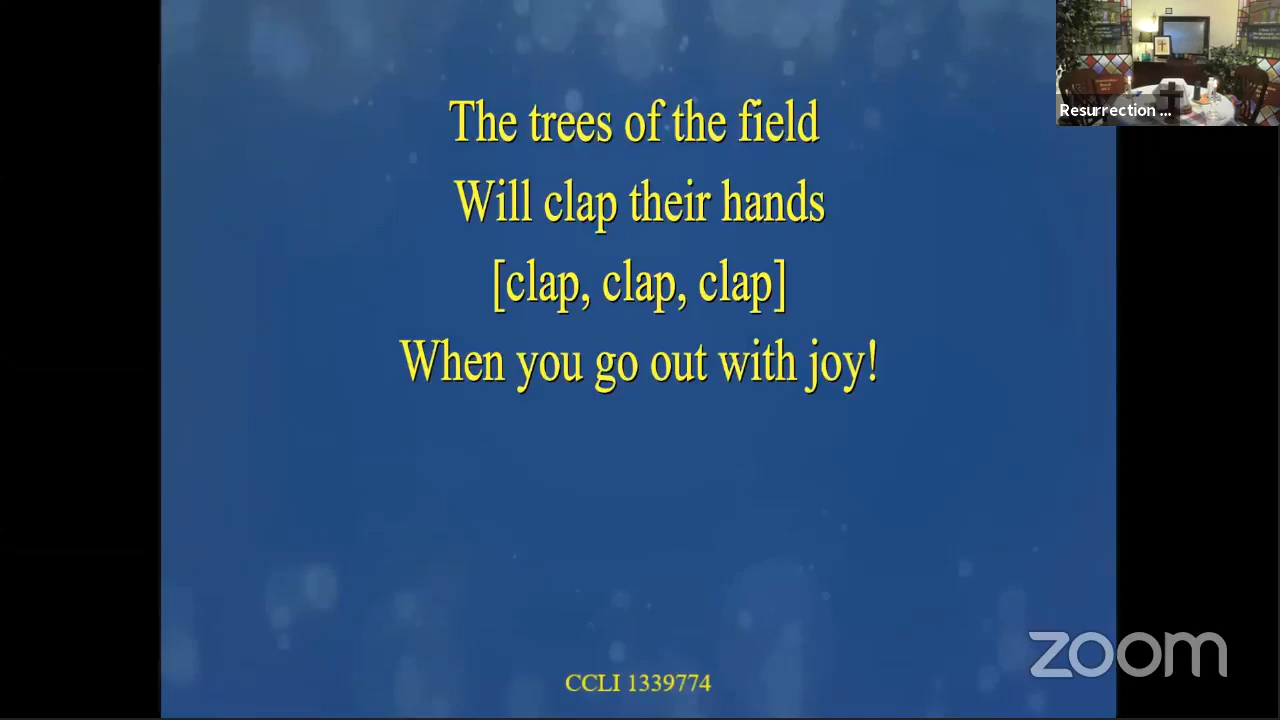 The trees of the field
Will clap their hands
[clap, clap, clap]
When you go out with joy!
CCLI 1339774
Resurrection ...
zoom